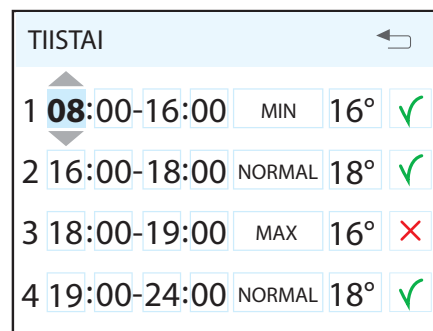 TIISTAI
1 08:00-16:00 MIN 16°
2 16:00-18:00 NORMAL 18°
3 18:00-19:00 MAX 16°
4 19:00-24:00 NORMAL 18°